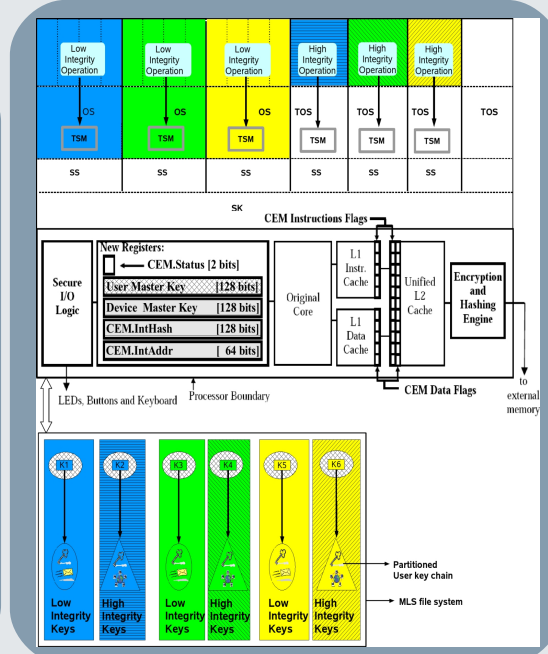 Low
Integrity
Operation
Low
Integrity
Operation
Low
Integrity
Operation
High
Integrity
Operation
High
Integrity
Operation
High
Integrity
Operation
OS
OS
OS
TOS
TOS
TOS
TOS
TSM
TSM
TSM
TSM
TSM
TSM
SS
SS
SS
SS
SS
SS
SK
CEM Instructions Flags
Secure
I/O
Logic
New Registers:
CEM.Status [2 bits]
User Master Key [128 bits]
Device Master Key [128 bits]
CEM.IntHash [128 bits]
CEM.IntAddr [ 64 bits]
Original
Core
L1
Instr.
Cache
L1
Data
Cache
Unified
L2
Cache
Encryption
and
Hashing
Engine
LEDs, Buttons and Keyboard
Processor Boundary
CEM Data Flags
to
external
memory
K1
K2
K3
K4
K5
K6
Partitioned
User key chain
MLS file system
Low
Integrity
Keys
High
Integrity
Keys
Low
Integrity
Keys
High
Integrity
Keys
Low
Integrity
Keys
High
Integrity
Keys